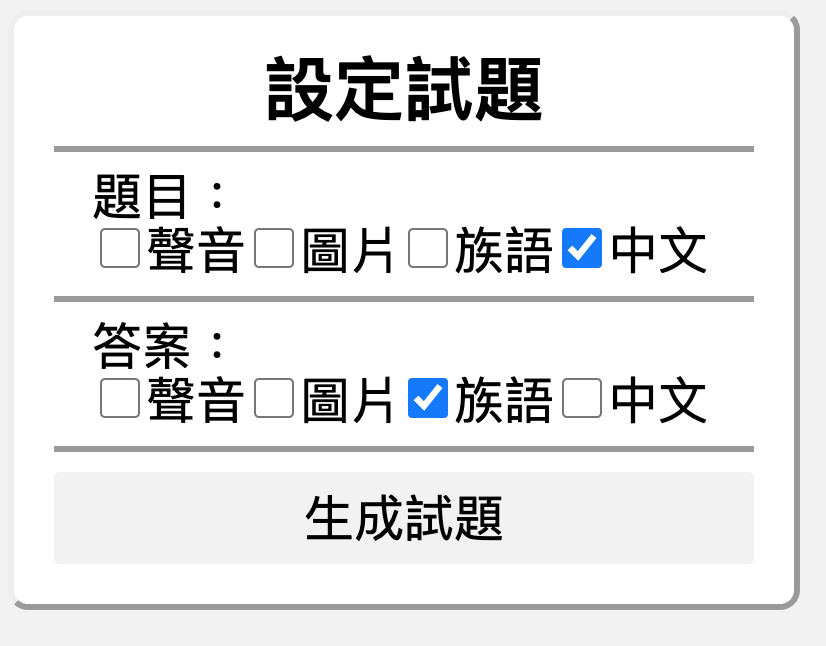 設定試題
題目：
聲音 圖片 族語 中文
答案：
聲音 圖片 族語 中文
生成試題